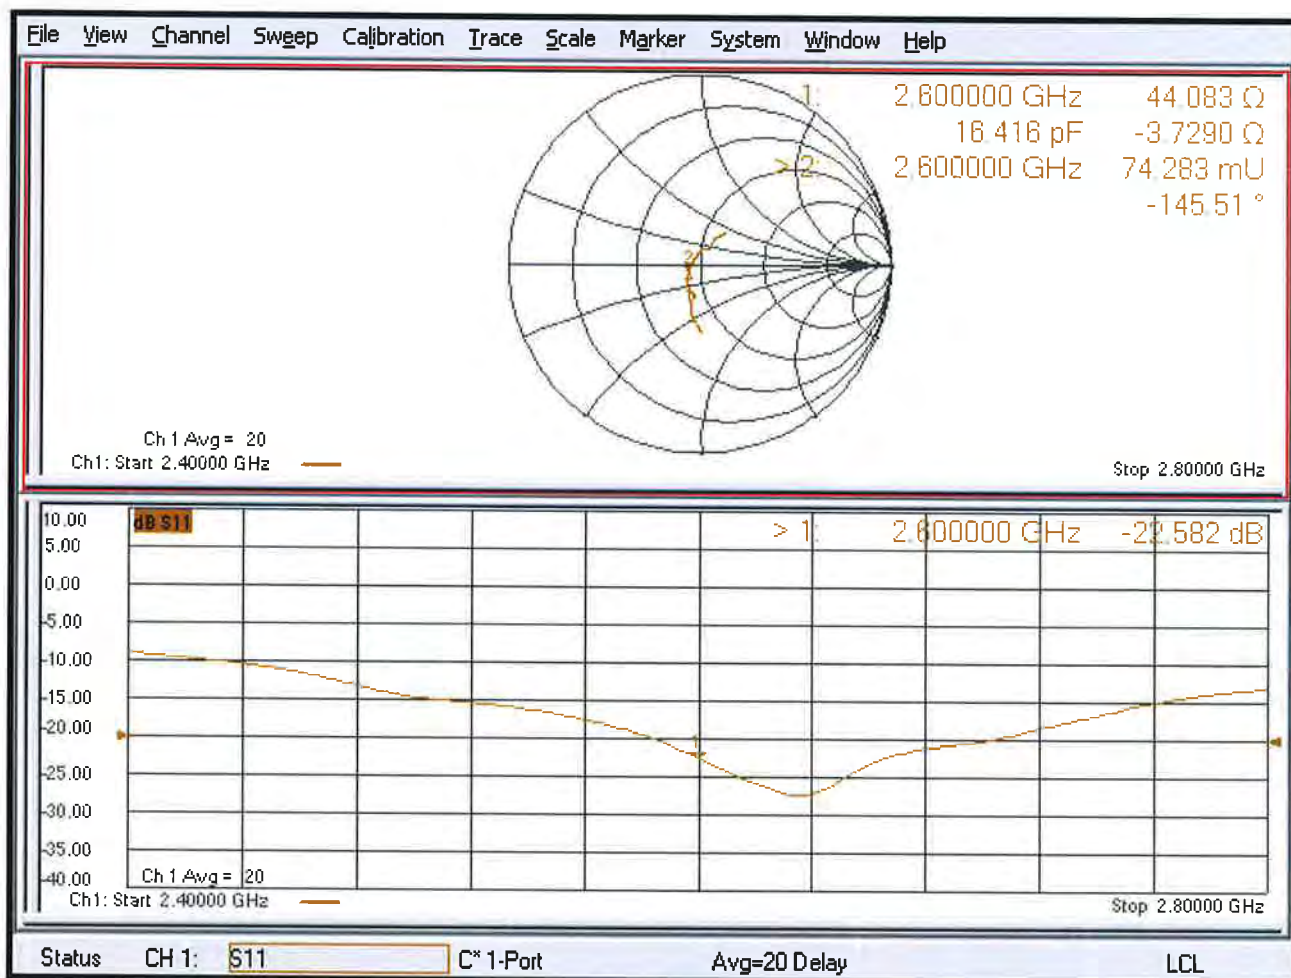 File View Channel Sweep Calibration Trace Scale Marker System Window Help
1: 2.600000 GHz 44.083 Ω
16.416 pF -3.7290 Ω
> 2: 2.600000 GHz 74.283 mU
-145.51 °
2
Ch 1 Avg = 20
Ch1: Start 2.40000 GHz
Stop 2.80000 GHz
10.00 dB S11 > 1: 2.600000 GHz -22.582 dB
5.00
0.00
-5.00
-10.00
-15.00
-20.00
1
-25.00
-30.00
-35.00
-40.00 Ch 1 Avg = 20
Ch1: Start 2.40000 GHz
Stop 2.80000 GHz
Status CH 1: S11 C* 1-Port Avg=20 Delay LCL